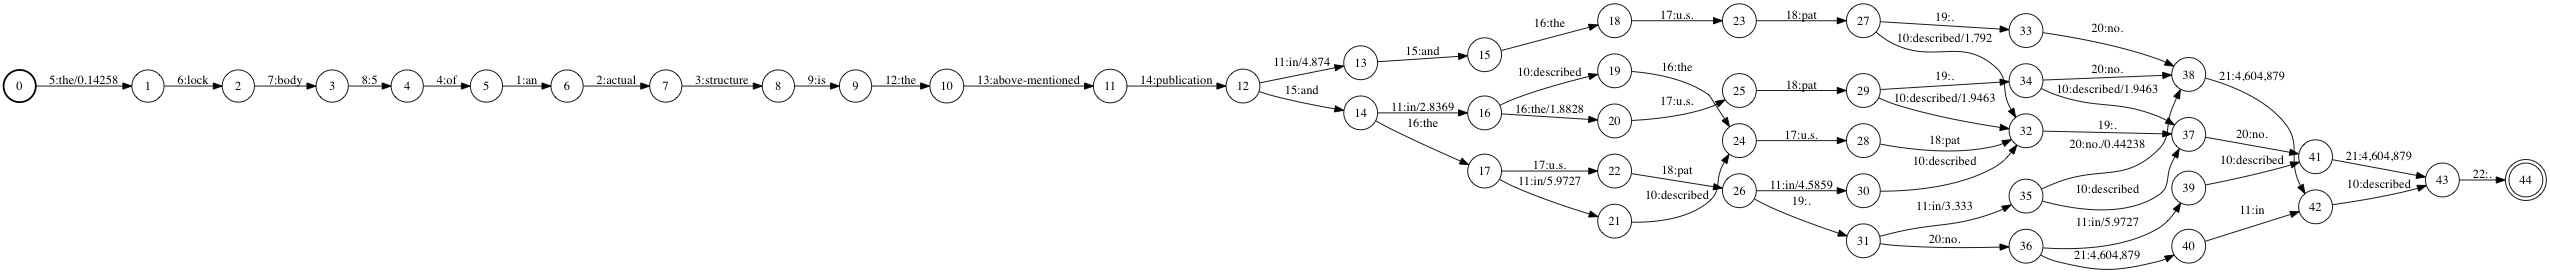 0 5:the/0.14258 1 6:lock 2 7:body 3 8:5 4 4:of 5 1:an 6 2:actual 7 3:structure 8 9:is 9 12:the 10 13:above-mentioned 11 14:publication 12
11:in/4.874 13 15:and 15 16:the 18 17:u.s. 23 18:pat 27 19:. 33 20:no.
10:described/1.792
15:and 14 11:in/2.8369 16 10:described 19 16:the
16:the/1.8828 20 17:u.s. 25 18:pat 29 19:. 34 20:no. 38 21:4,604,879
10:described/1.9463 10:described/1.9463
24 17:u.s. 28 18:pat 32 19:. 37 20:no. 41 21:4,604,879 43 22:. 44
16:the 17 17:u.s. 22 18:pat 26 11:in/4.5859 30 10:described
20:no./0.44238
11:in/5.9727 21 10:described
19:. 31 11:in/3.333 35 10:described
39 10:described
42 10:described
20:no. 36 11:in/5.9727
21:4,604,879 40 11:in